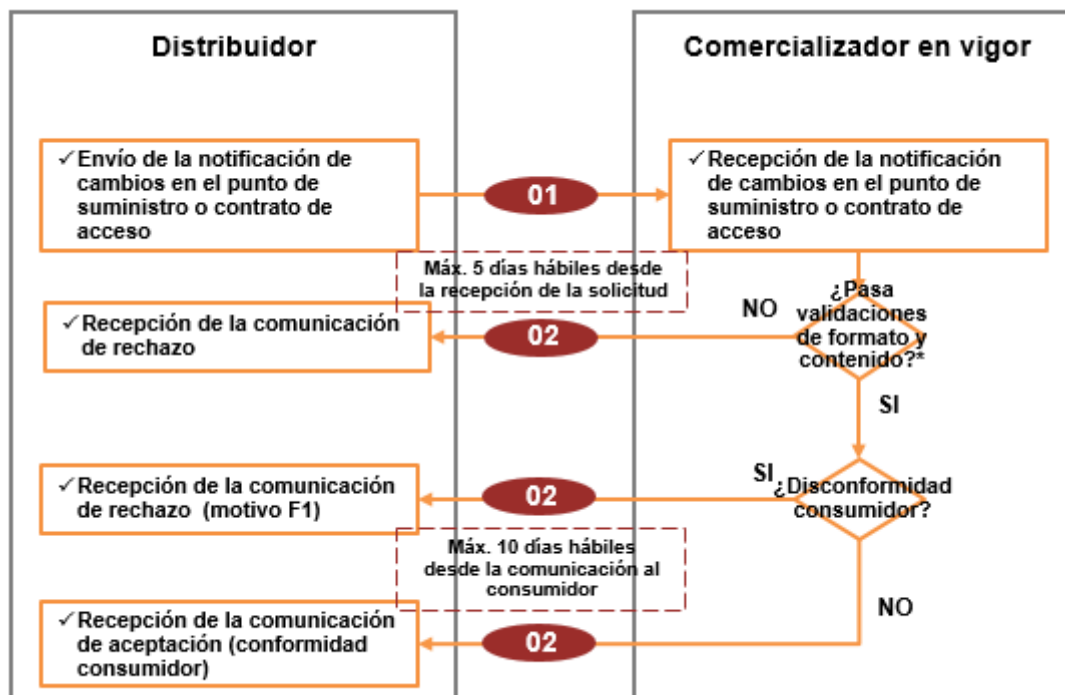 Distribuidor
Comercializador en vigor
✓Envío de la notificación de
cambios en el punto de
suministro o contrato de
acceso
01
✓Recepción de la notificación
de cambios en el punto de
suministro o contrato de
acceso
Máx. 5 días hábiles desde
la recepción de la solicitud
✓Recepción de la comunicación
de rechazo
02
NO
¿Pasa
validaciones
de formato y
contenido?*
SI
✓Recepción de la comunicación
de rechazo (motivo F1)
02
SI
¿Disconformidad
consumidor?
Máx. 10 días hábiles
desde la comunicación al
consumidor
NO
✓Recepción de la comunicación
de aceptación (conformidad
consumidor)
02